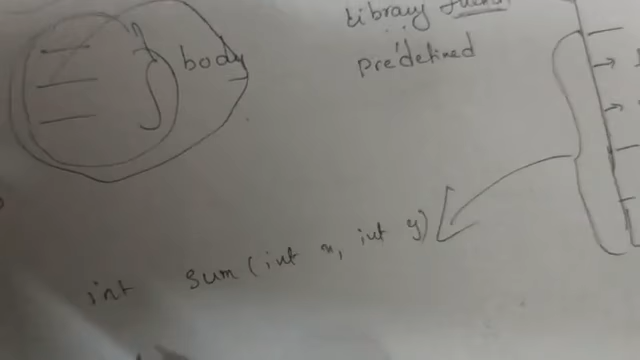 Library
predefined
} body
int sum(int x, int y)